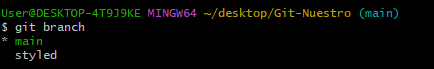 User@DESKTOP-4T9J9KE MINGW64 ~/desktop/Git-Nuestro (main)
$ git branch
* main
  styled